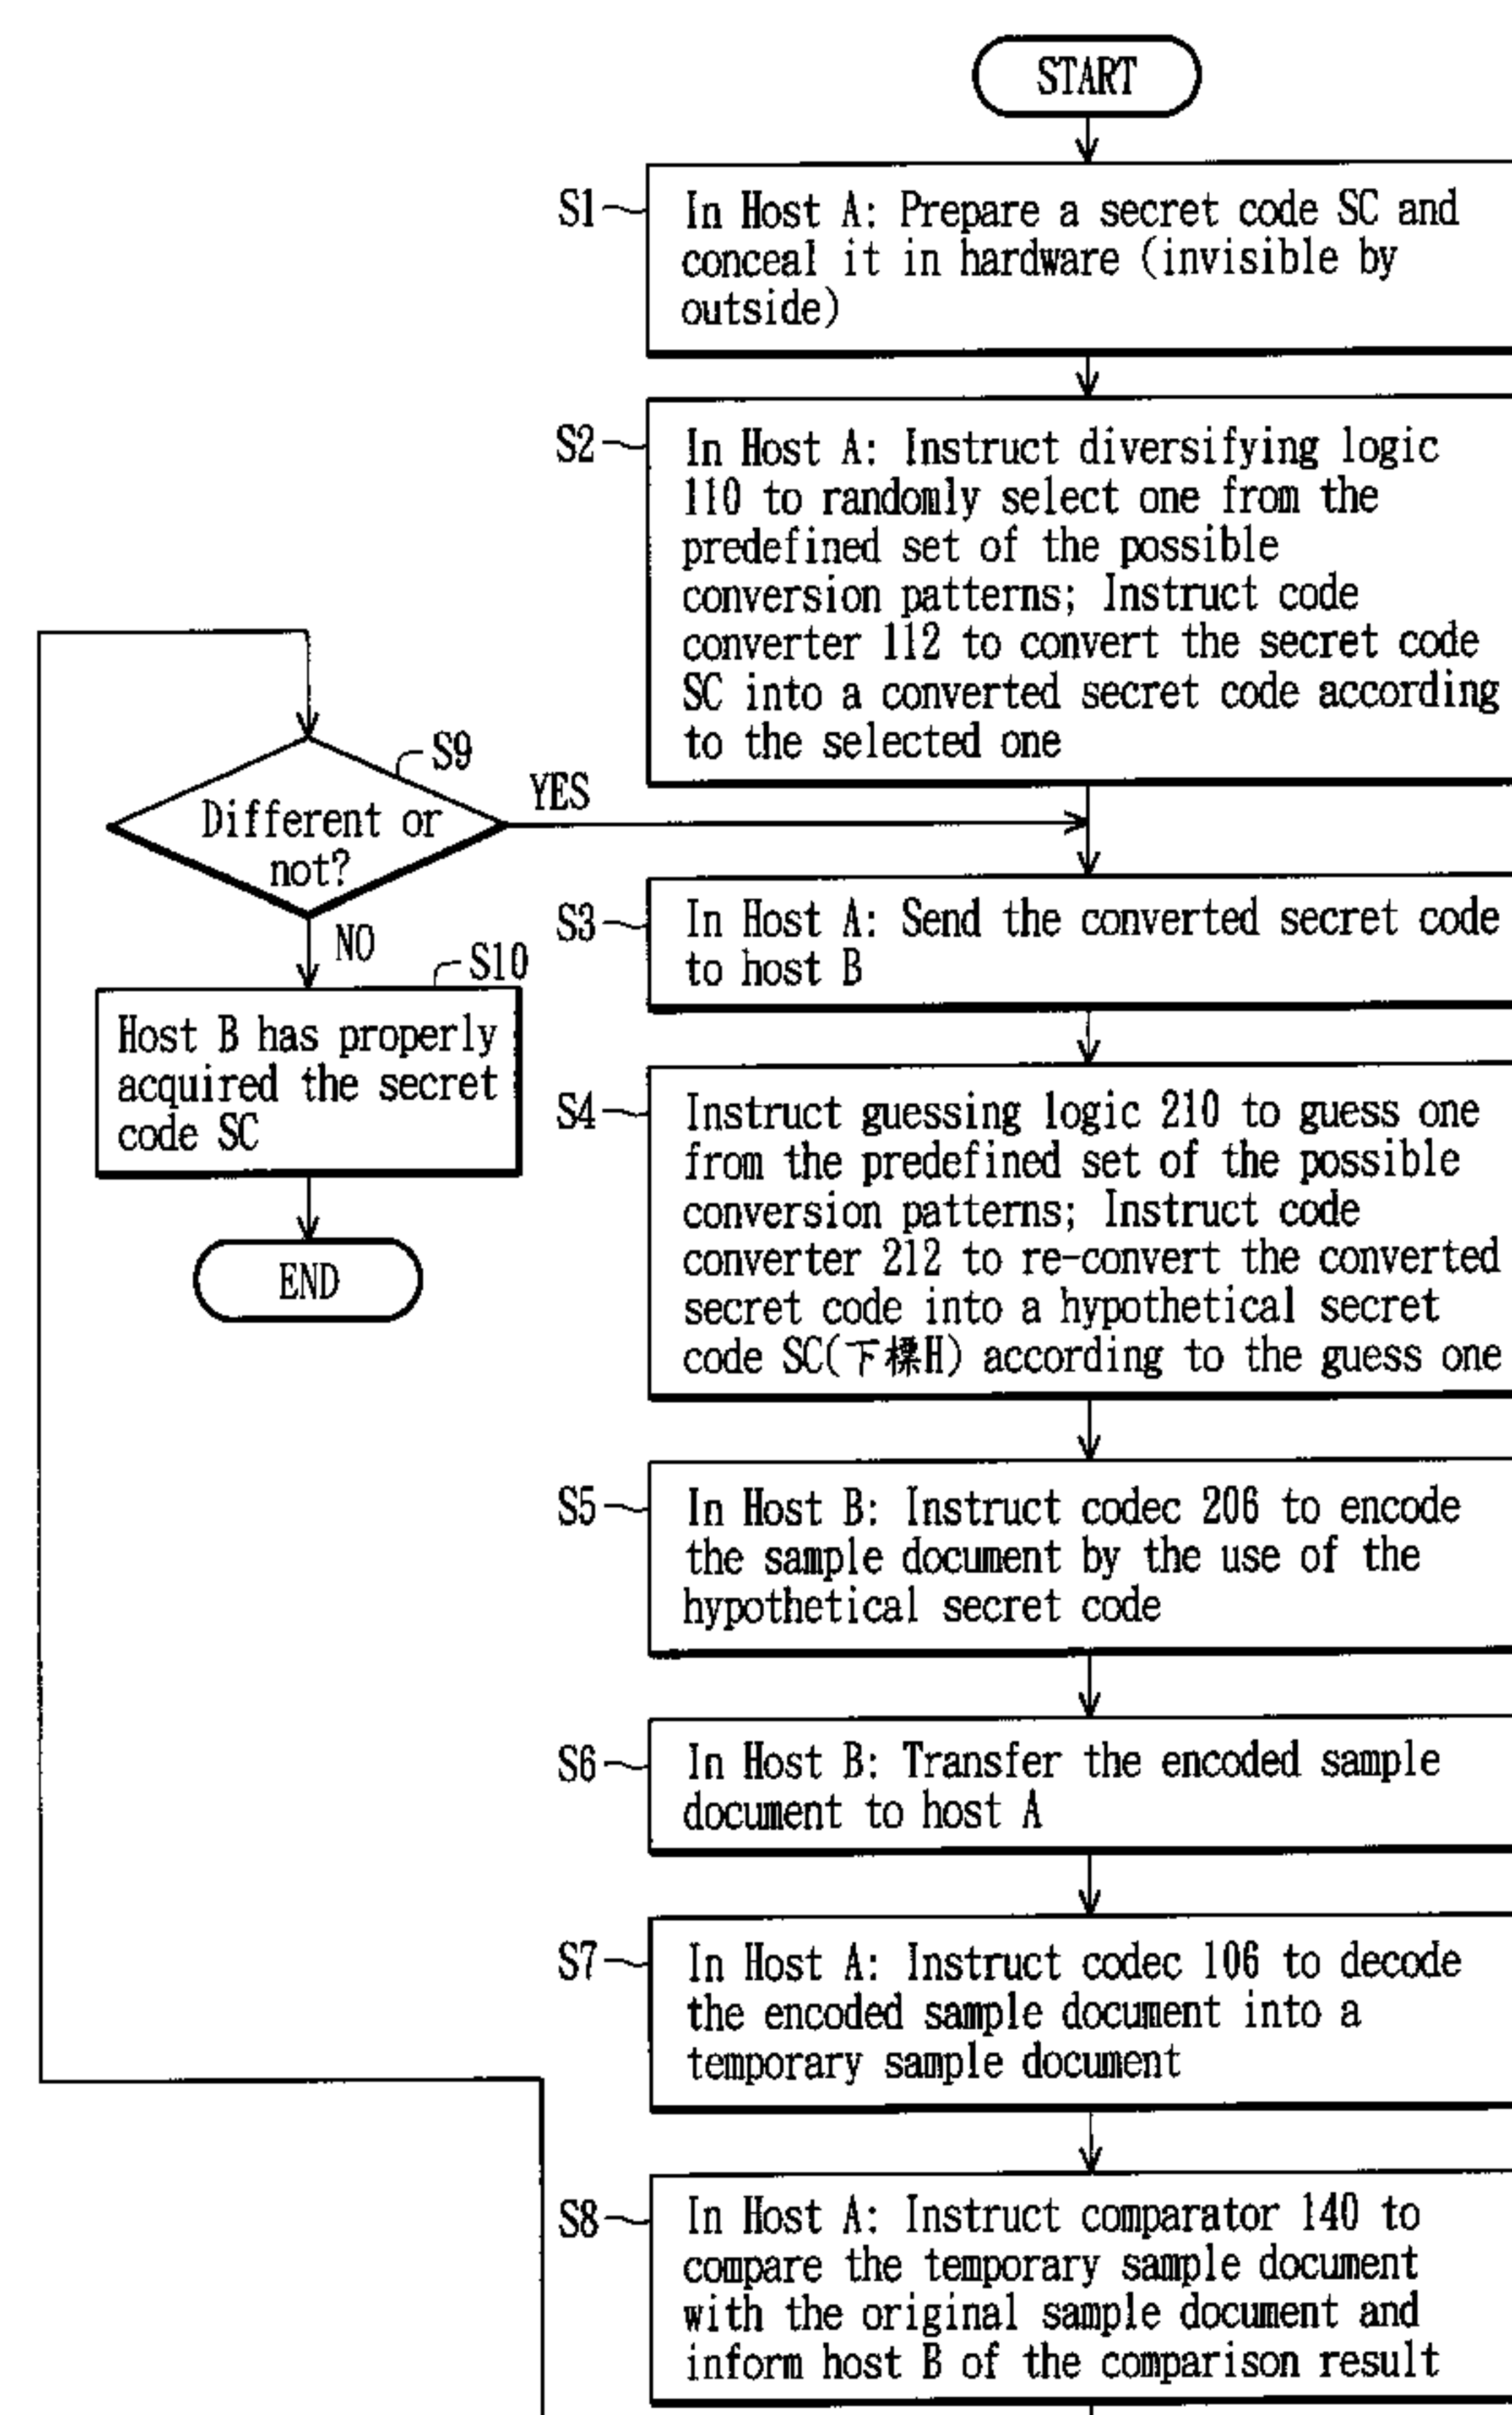 START
S1
In Host A: Prepare a secret code SC and
conceal it in hardware (invisible by
outside)
S2
In Host A: Instruct diversifying logic
110 to randomly select one from the
predefined set of the possible
conversion patterns; Instruct code
converter 112 to convert the secret code
SC into a converted secret code according
to the selected one
S9
Different or
not?
YES
NO
S3
In Host A: Send the converted secret code
to host B
S10
Host B has properly
acquired the secret
code SC
END
S4
Instruct guessing logic 210 to guess one
from the predefined set of the possible
conversion patterns; Instruct code
converter 212 to re-convert the converted
secret code into a hypothetical secret
code SC(下標H) according to the guess one
S5
In Host B: Instruct codec 206 to encode
the sample document by the use of the
hypothetical secret code
S6
In Host B: Transfer the encoded sample
document to host A
S7
In Host A: Instruct codec 106 to decode
the encoded sample document into a
temporary sample document
S8
In Host A: Instruct comparator 140 to
compare the temporary sample document
with the original sample document and
inform host B of the comparison result